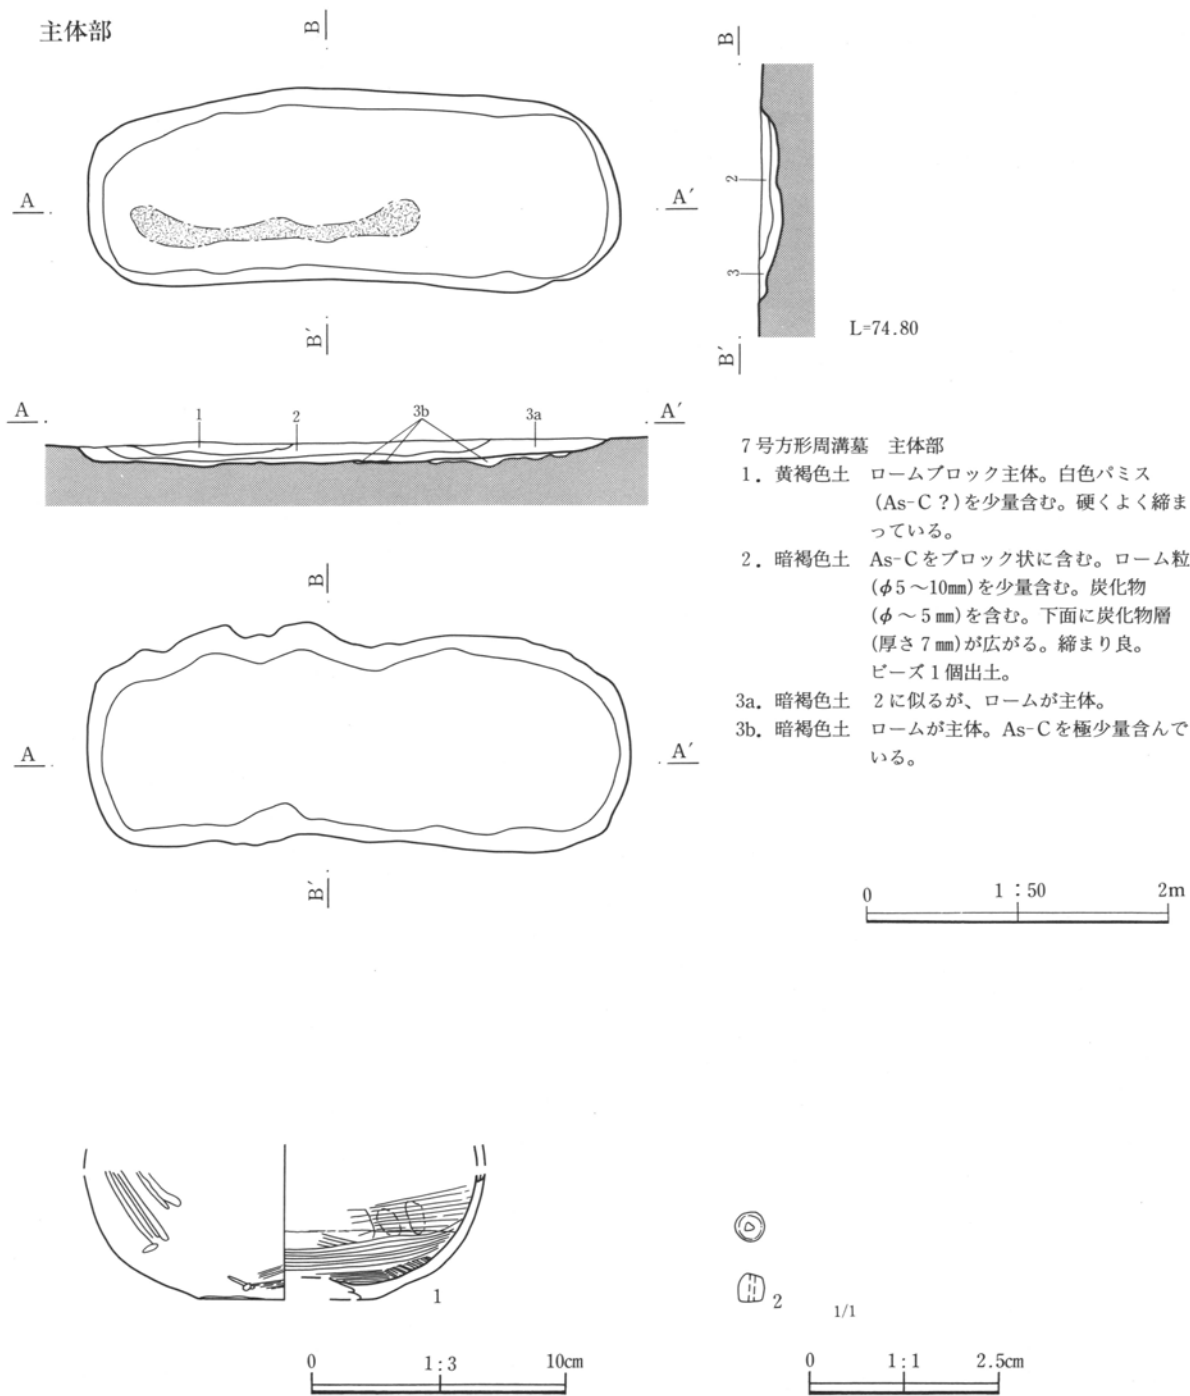 主体部
B
A
A′
B′
B
2
3
B′
L=74.80
A
1
2
3b
3a
A′
B
A
A′
B′
7号方形周溝墓　主体部
1．黄褐色土　ロームブロック主体。白色パミス
(As-C？)を少量含む。硬くよく締ま
っている。
2．暗褐色土　As-Cをブロック状に含む。ローム粒
(φ5～10㎜)を少量含む。炭化物
(φ～5㎜)を含む。下面に炭化物層
(厚さ7㎜)が広がる。締まり良。
ビーズ1個出土。
3a．暗褐色土　2に似るが、ロームが主体。
3b．暗褐色土　ロームが主体。As-Cを極少量含んで
いる。
0　1：50　2m
1
2
1/1
0　1:3　10cm
0　1:1　2.5cm